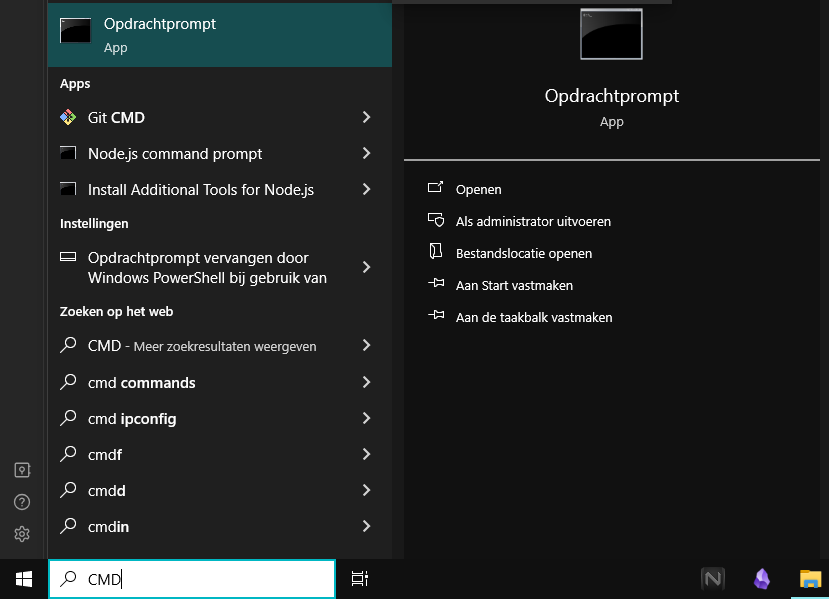 Opdrachtprompt
App
Apps
Git CMD
Node.js command prompt
Install Additional Tools for Node.js
Instellingen
Opdrachtprompt vervangen door
Windows PowerShell bij gebruik van
Zoeken op het web
CMD - Meer zoekresultaten weergeven
cmd commands
cmd ipconfig
cmdf
cmdd
cmdin
CMD
Opdrachtprompt
App
Openen
Als administrator uitvoeren
Bestandslocatie openen
Aan Start vastmaken
Aan de taakbalk vastmaken